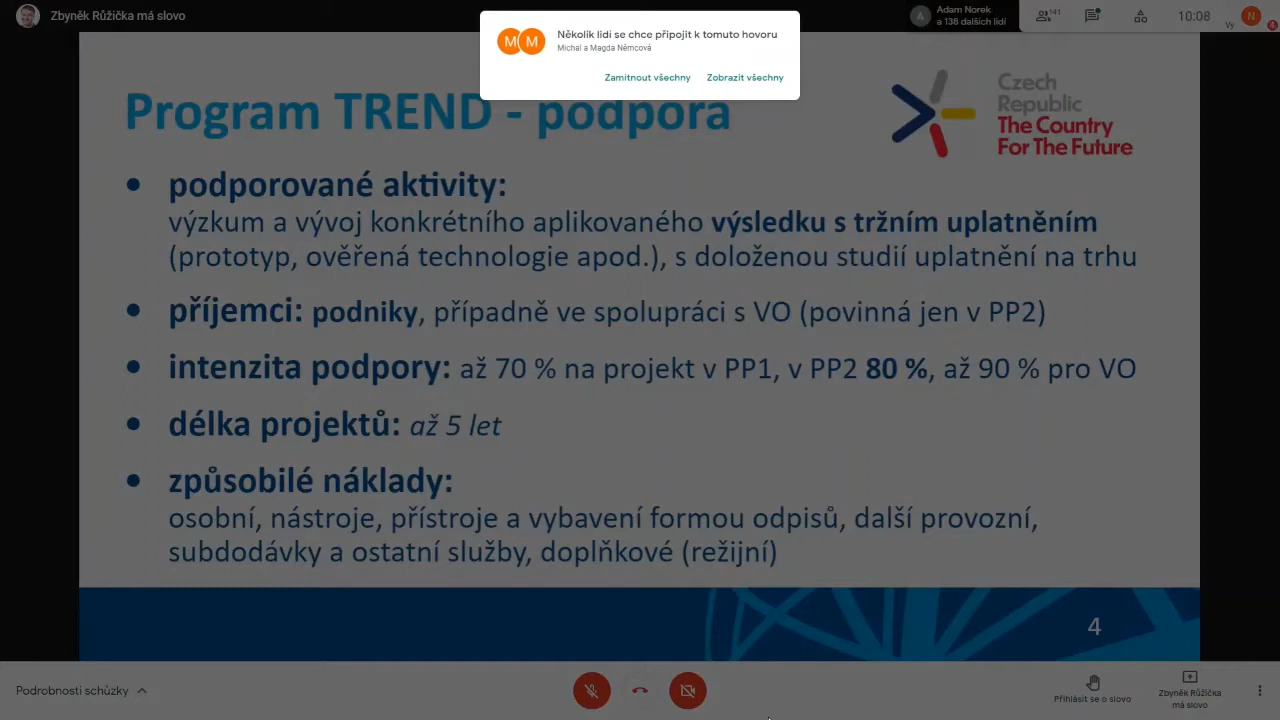 Zbyněk Růžička má slovo
Adam Norek
a 138 dalších lidí
141
10:08
Vy
Několik lidí se chce připojit k tomuto hovoru
Michal a Magda Němcová
Zamítnout všechny
Zobrazit všechny
Program TREND - podpora
Czech
Republic
The Country
For The Future
• podporované aktivity:
výzkum a vývoj konkrétního aplikovaného výsledku s tržním uplatněním
(prototyp, ověřená technologie apod.), s doloženou studií uplatnění na trhu
• příjemci: podniky, případně ve spolupráci s VO (povinná jen v PP2)
• intenzita podpory: až 70 % na projekt v PP1, v PP2 80 %, až 90 % pro VO
• délka projektů: až 5 let
• způsobilé náklady:
osobní, nástroje, přístroje a vybavení formou odpisů, další provozní,
subdodávky a ostatní služby, doplňkové (režijní)
4
Podrobnosti schůzky
Přihlásit se o slovo
Zbyněk Růžička
má slovo